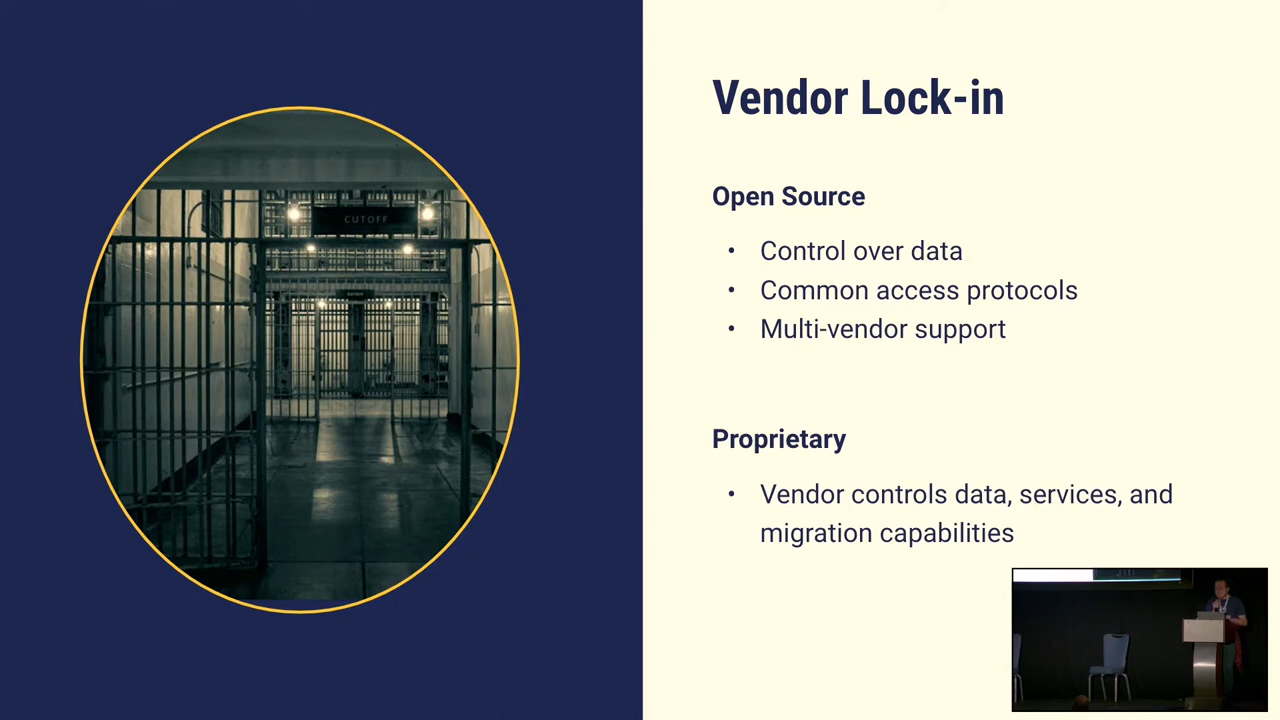 CUTOFF
Vendor Lock-in
Open Source
• Control over data
• Common access protocols
• Multi-vendor support
Proprietary
• Vendor controls data, services, and
migration capabilities